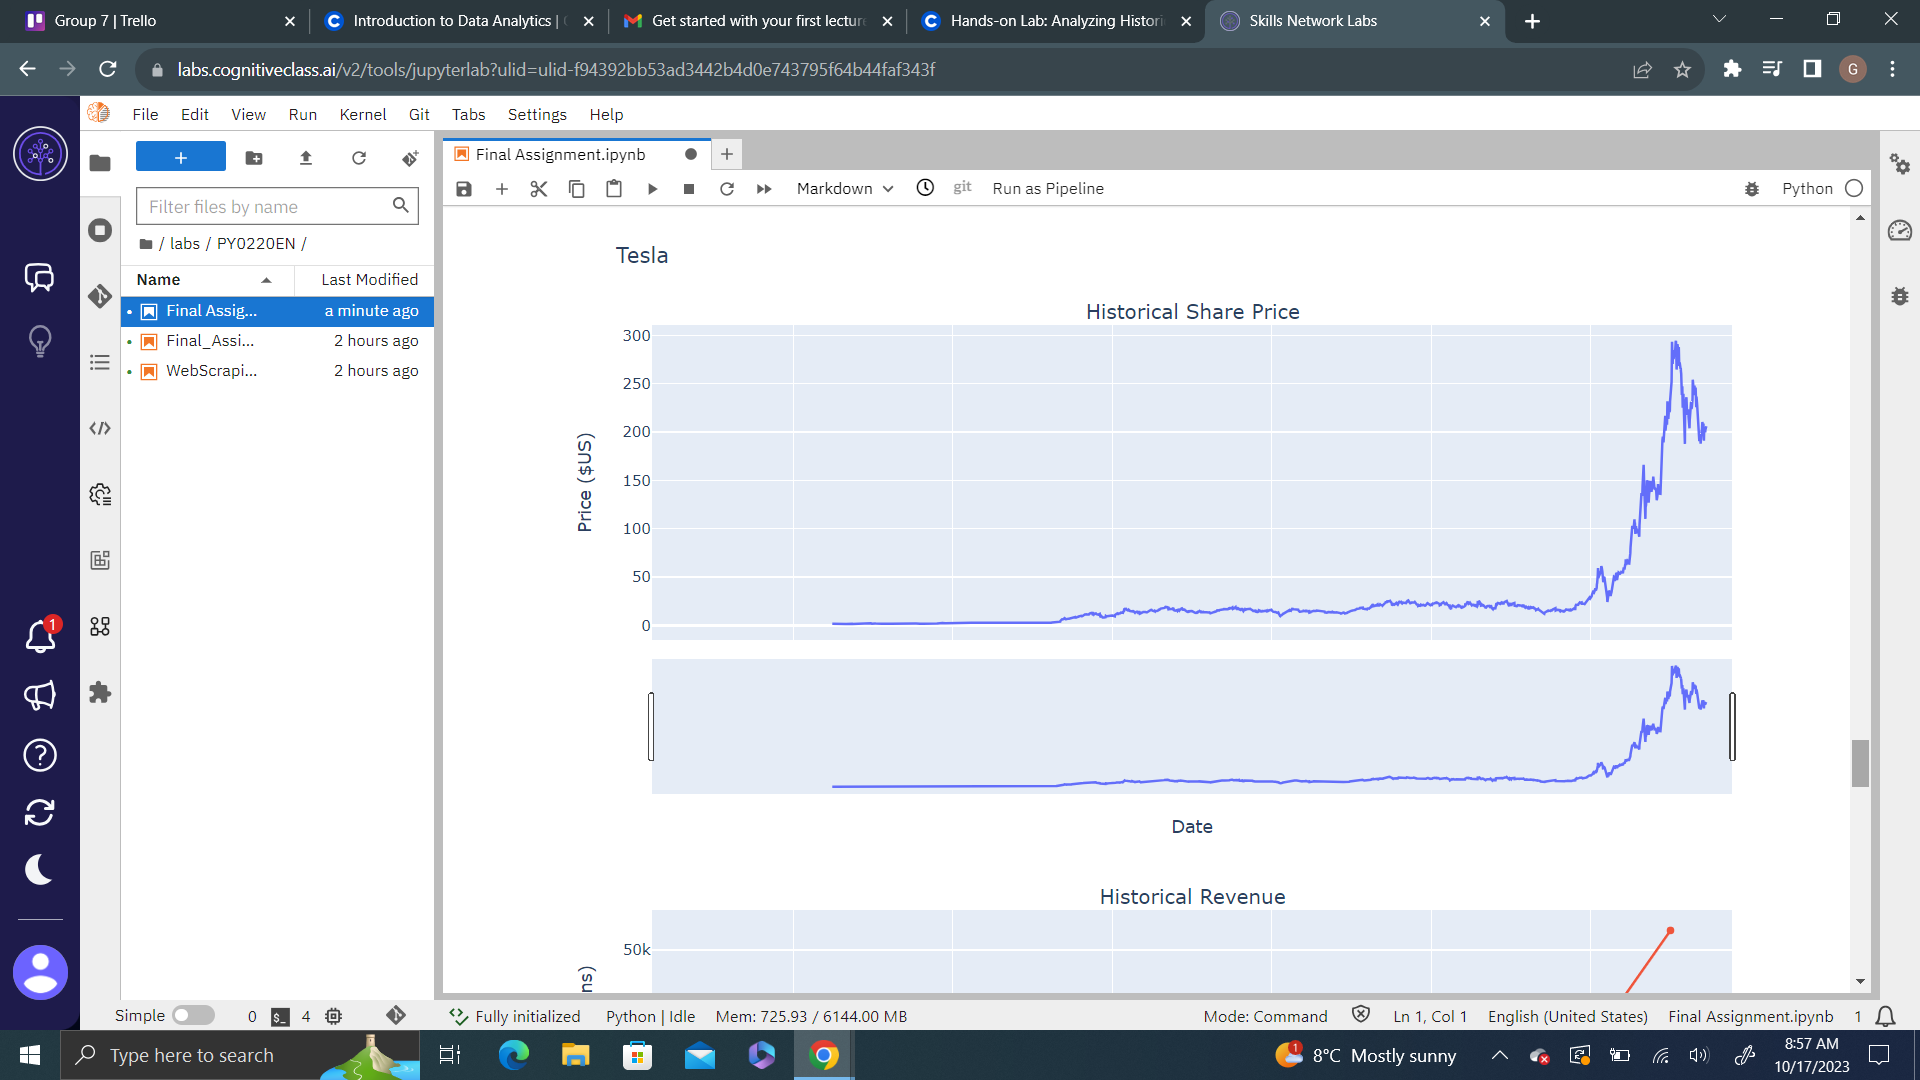 Group 7 | Trello
Introduction to Data Analytics |
Get started with your first lectur
Hands-on Lab: Analyzing Histori
Skills Network Labs
labs.cognitiveclass.ai/v2/tools/jupyterlab?ulid=ulid-f94392bb53ad3442b4d0e743795f64b44faf343f
G
File Edit View Run Kernel Git Tabs Settings Help
Final Assignment.ipynb
Filter files by name
Markdown
git
Run as Pipeline
Python
/ labs / PY0220EN /
Name
Last Modified
Final Assig... a minute ago
Final_Assi... 2 hours ago
WebScrapi... 2 hours ago
Tesla
Historical Share Price
300
250
200
150
100
50
0
Price ($US)
Date
Historical Revenue
50k
ns)
1
Simple
0
$_
4
Fully initialized
Python | Idle
Mem: 725.93 / 6144.00 MB
Mode: Command
Ln 1, Col 1
English (United States)
Final Assignment.ipynb
1
Type here to search
1
8°C Mostly sunny
8:57 AM
10/17/2023